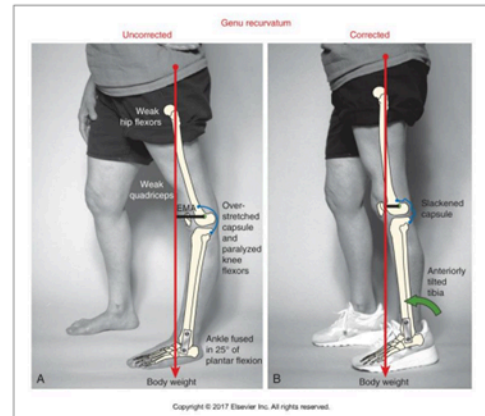 Genu recurvatum
Uncorrected
Corrected
Weak
hip flexors
Weak
quadriceps
EMA
Over-
stretched
capsule
and
paralyzed
knee
flexors
Ankle fused
in 25° of
plantar flexion
A
Body weight
Slackened
capsule
Anteriorly
tilted
tibia
B
Body weight
Copyright © 2017 Elsevier Inc. All rights reserved.